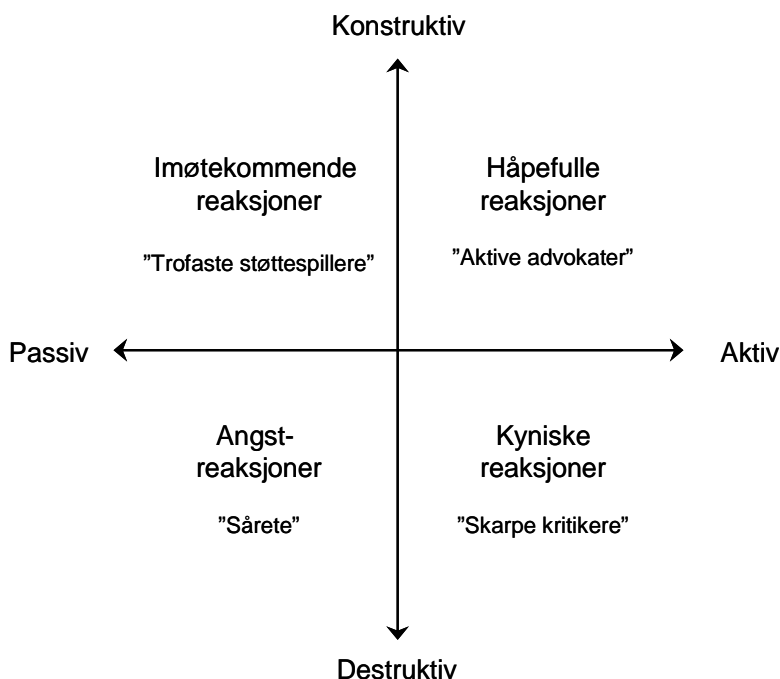 Konstruktiv
Imøtekommende
reaksjoner
”Trofaste støttespillere”
Håpefulle
reaksjoner
”Aktive advokater”
Passiv
Aktiv
Angst-
reaksjoner
”Sårete”
Kyniske
reaksjoner
”Skarpe kritikere”
Destruktiv